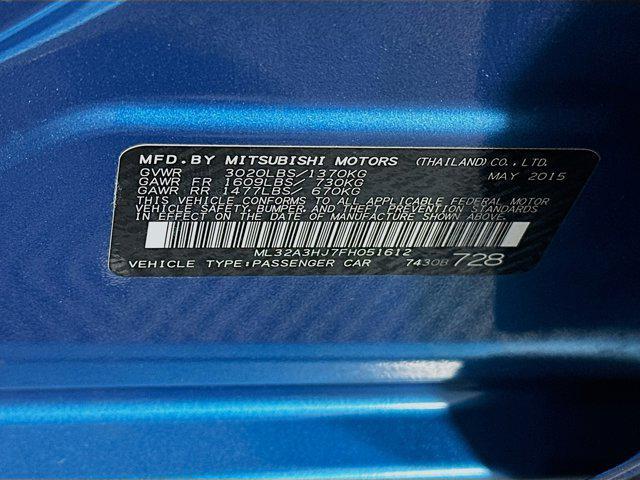 MFD.BY MITSUBISHI MOTORS (THAILAND) CO., LTD.
GVWR 3020LBS/1370KG MAY 2015
GAWR FR 1609LBS/ 730KG
GAWR RR 1477LBS/ 670KG
THIS VEHICLE CONFORMS TO ALL APPLICABLE FEDERAL MOTOR
VEHICLE SAFETY, BUMPER, AND THEFT PREVENTION STANDARDS
IN EFFECT ON THE DATE OF MANUFACTURE SHOWN ABOVE.
ML32A3HJ7FH051612
VEHICLE TYPE:PASSENGER CAR 7430B 728